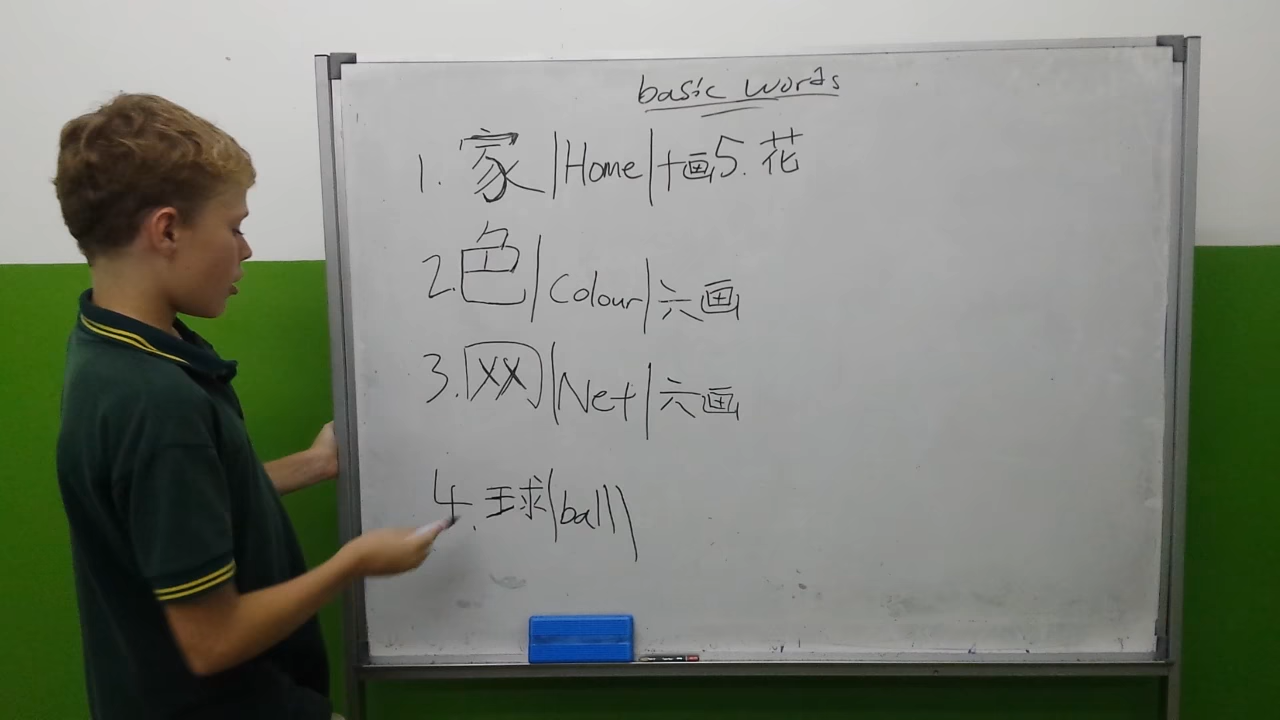 basic words
1. 家 | Home | 十画 5. 花
2. 色 | Colour | 六画
3. 网 | Net | 六画
4. 球 | ball |